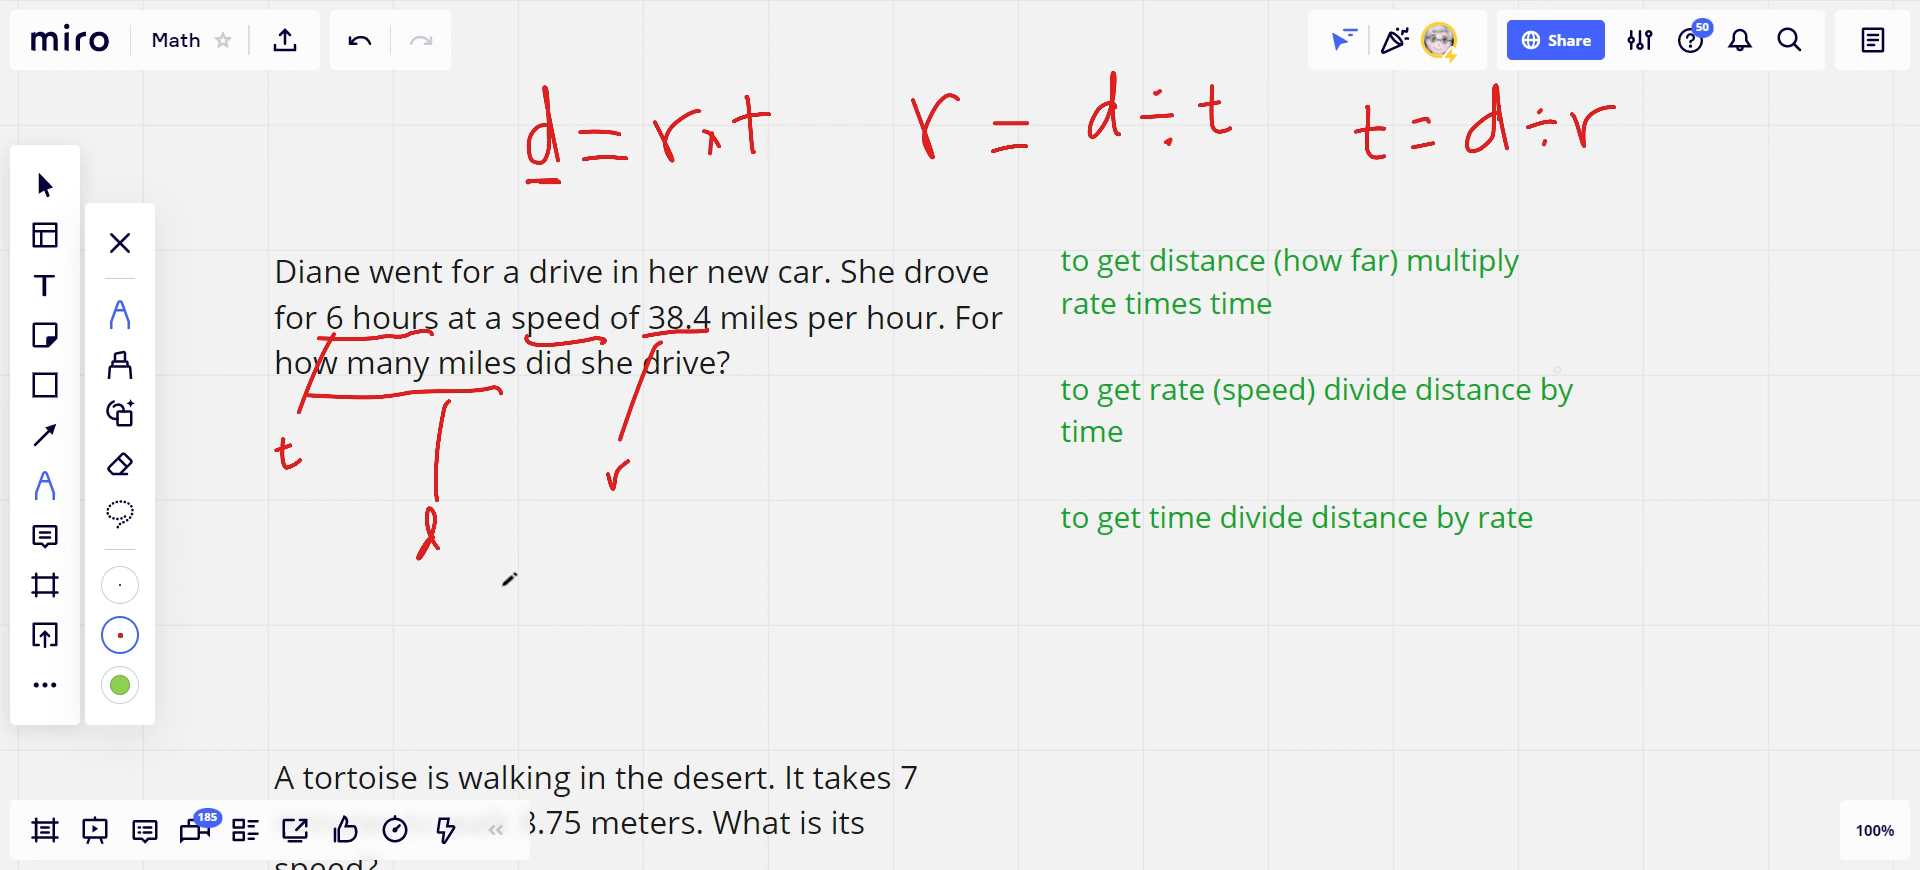 miro
Math
Share
50
d = r x t
r = d ÷ t
t = d ÷ r
Diane went for a drive in her new car. She drove
for 6 hours at a speed of 38.4 miles per hour. For
how many miles did she drive?
t
d
r
to get distance (how far) multiply
rate times time
to get rate (speed) divide distance by
time
to get time divide distance by rate
A tortoise is walking in the desert. It takes 7
.75 meters. What is its
speed?
185
100%